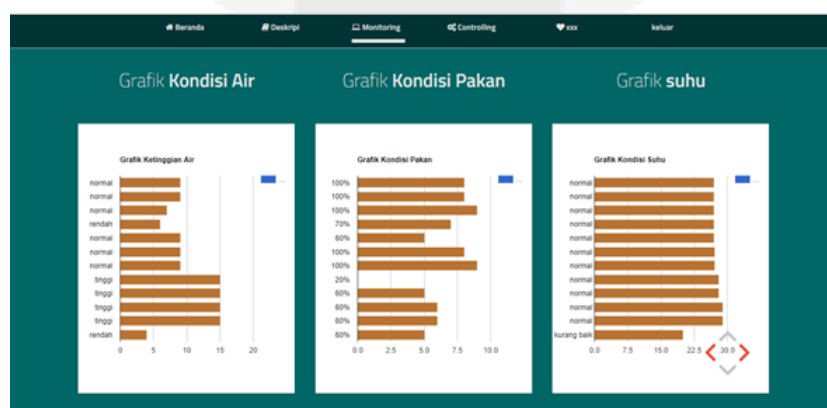 Beranda Deskripi Monitoring Controlling xxx keluar
Grafik Kondisi Air
Grafik Kondisi Pakan
Grafik suhu
Grafik Ketinggian Air
normal
normal
normal
rendah
normal
normal
normal
tinggi
tinggi
tinggi
tinggi
rendah
0 5 10 15 20
...
Grafik Kondisi Pakan
100%
100%
100%
70%
60%
100%
100%
20%
60%
60%
60%
60%
0.0 2.5 5.0 7.5 10.0
...
Grafik Kondisi Suhu
normal
normal
normal
normal
normal
normal
normal
normal
normal
normal
normal
kurang baik
0.0 7.5 15.0 22.5 30.0
...